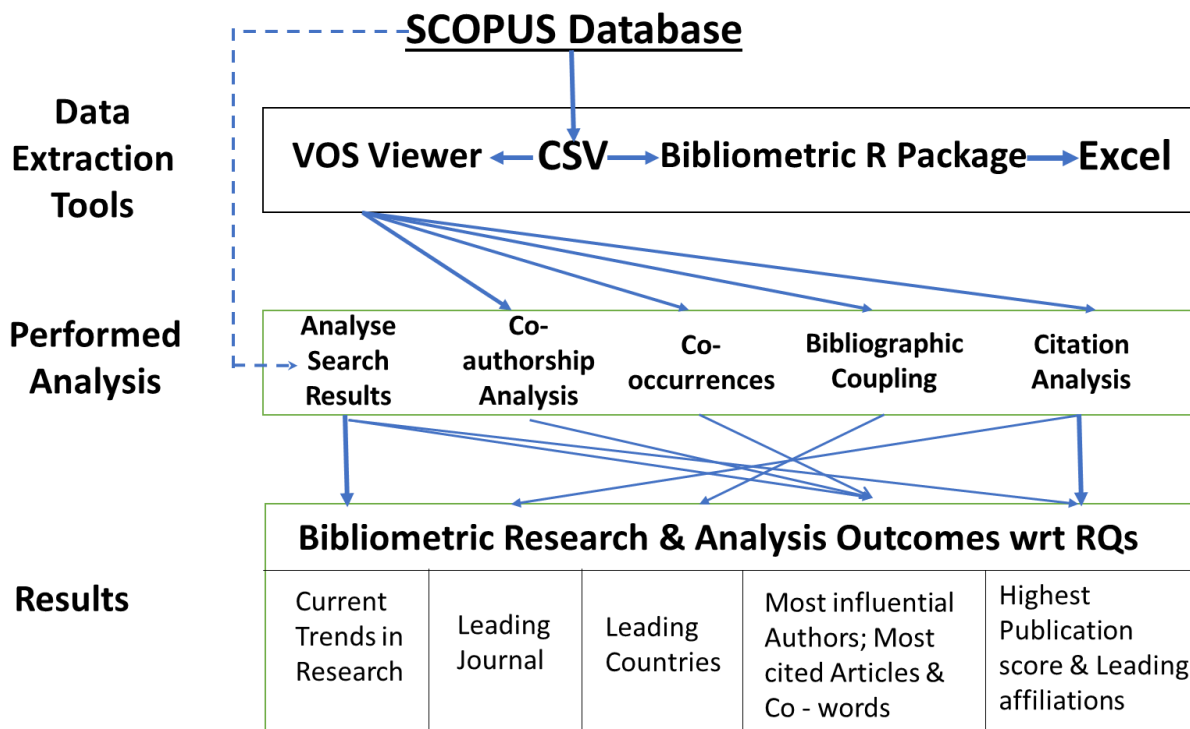 SCOPUS Database
Data
Extraction
Tools
VOS Viewer
CSV
Bibliometric R Package
Excel
Performed
Analysis
Analyse
Search
Results
Co-
authorship
Analysis
Co-
occurrences
Bibliographic
Coupling
Citation
Analysis
Results
Bibliometric Research & Analysis Outcomes wrt RQs
Current
Trends in
Research
Leading
Journal
Leading
Countries
Most influential
Authors; Most
cited Articles &
Co - words
Highest
Publication
score & Leading
affiliations